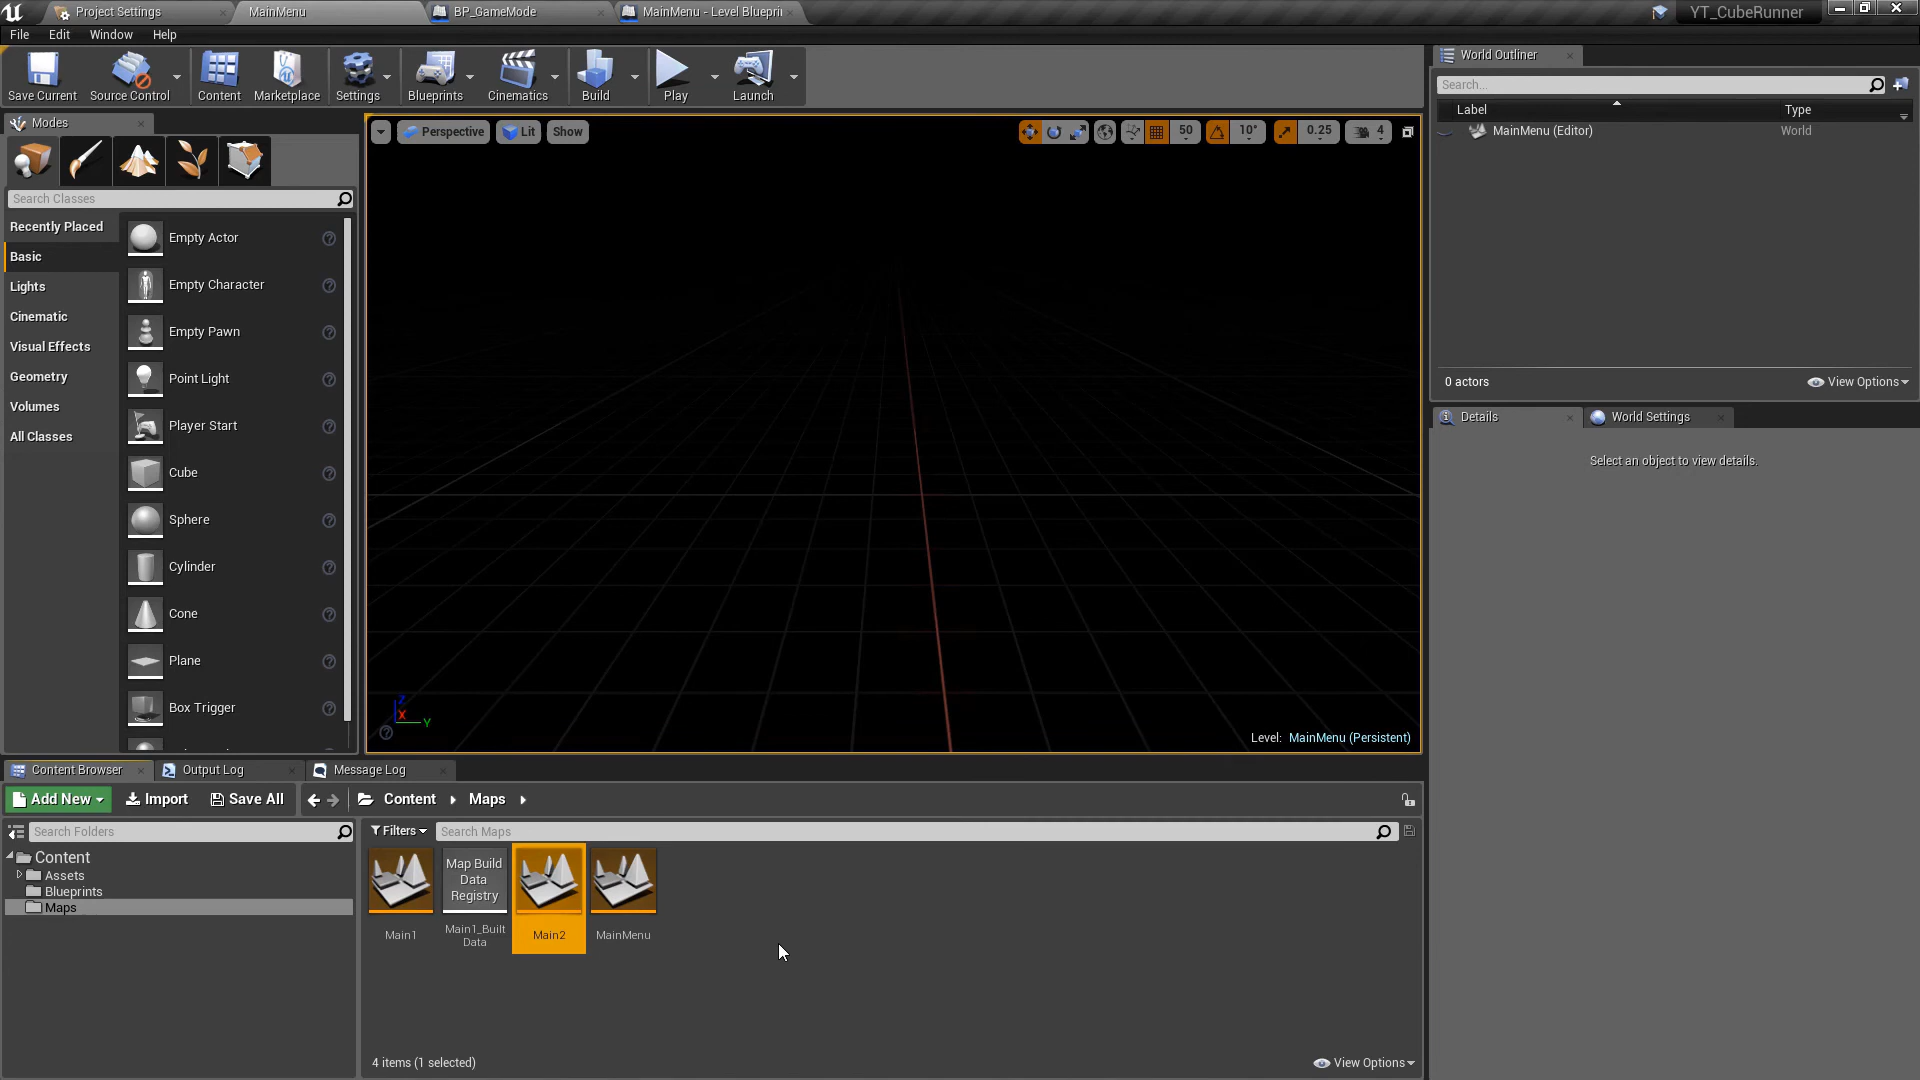 Project Settings
MainMenu
BP_GameMode
MainMenu - Level Blueprii
YT_CubeRunner
File Edit Window Help
Save Current
Source Control
Content
Marketplace
Settings
Blueprints
Cinematics
Build
Play
Launch
Modes
Search Classes
Recently Placed
Basic
Lights
Cinematic
Visual Effects
Geometry
Volumes
All Classes
Empty Actor
Empty Character
Empty Pawn
Point Light
Player Start
Cube
Sphere
Cylinder
Cone
Plane
Box Trigger
Perspective
Lit
Show
50
10°
0.25
4
Z
X
Y
Level: MainMenu (Persistent)
World Outliner
Search...
Label Type
MainMenu (Editor) World
0 actors
View Options
Details
World Settings
Select an object to view details.
Content Browser
Output Log
Message Log
Add New
Import
Save All
Content
Maps
Search Folders
Content
Assets
Blueprints
Maps
Filters
Search Maps
Map Build
Data
Registry
Main1
Main1_Built
Data
Main2
MainMenu
4 items (1 selected)
View Options